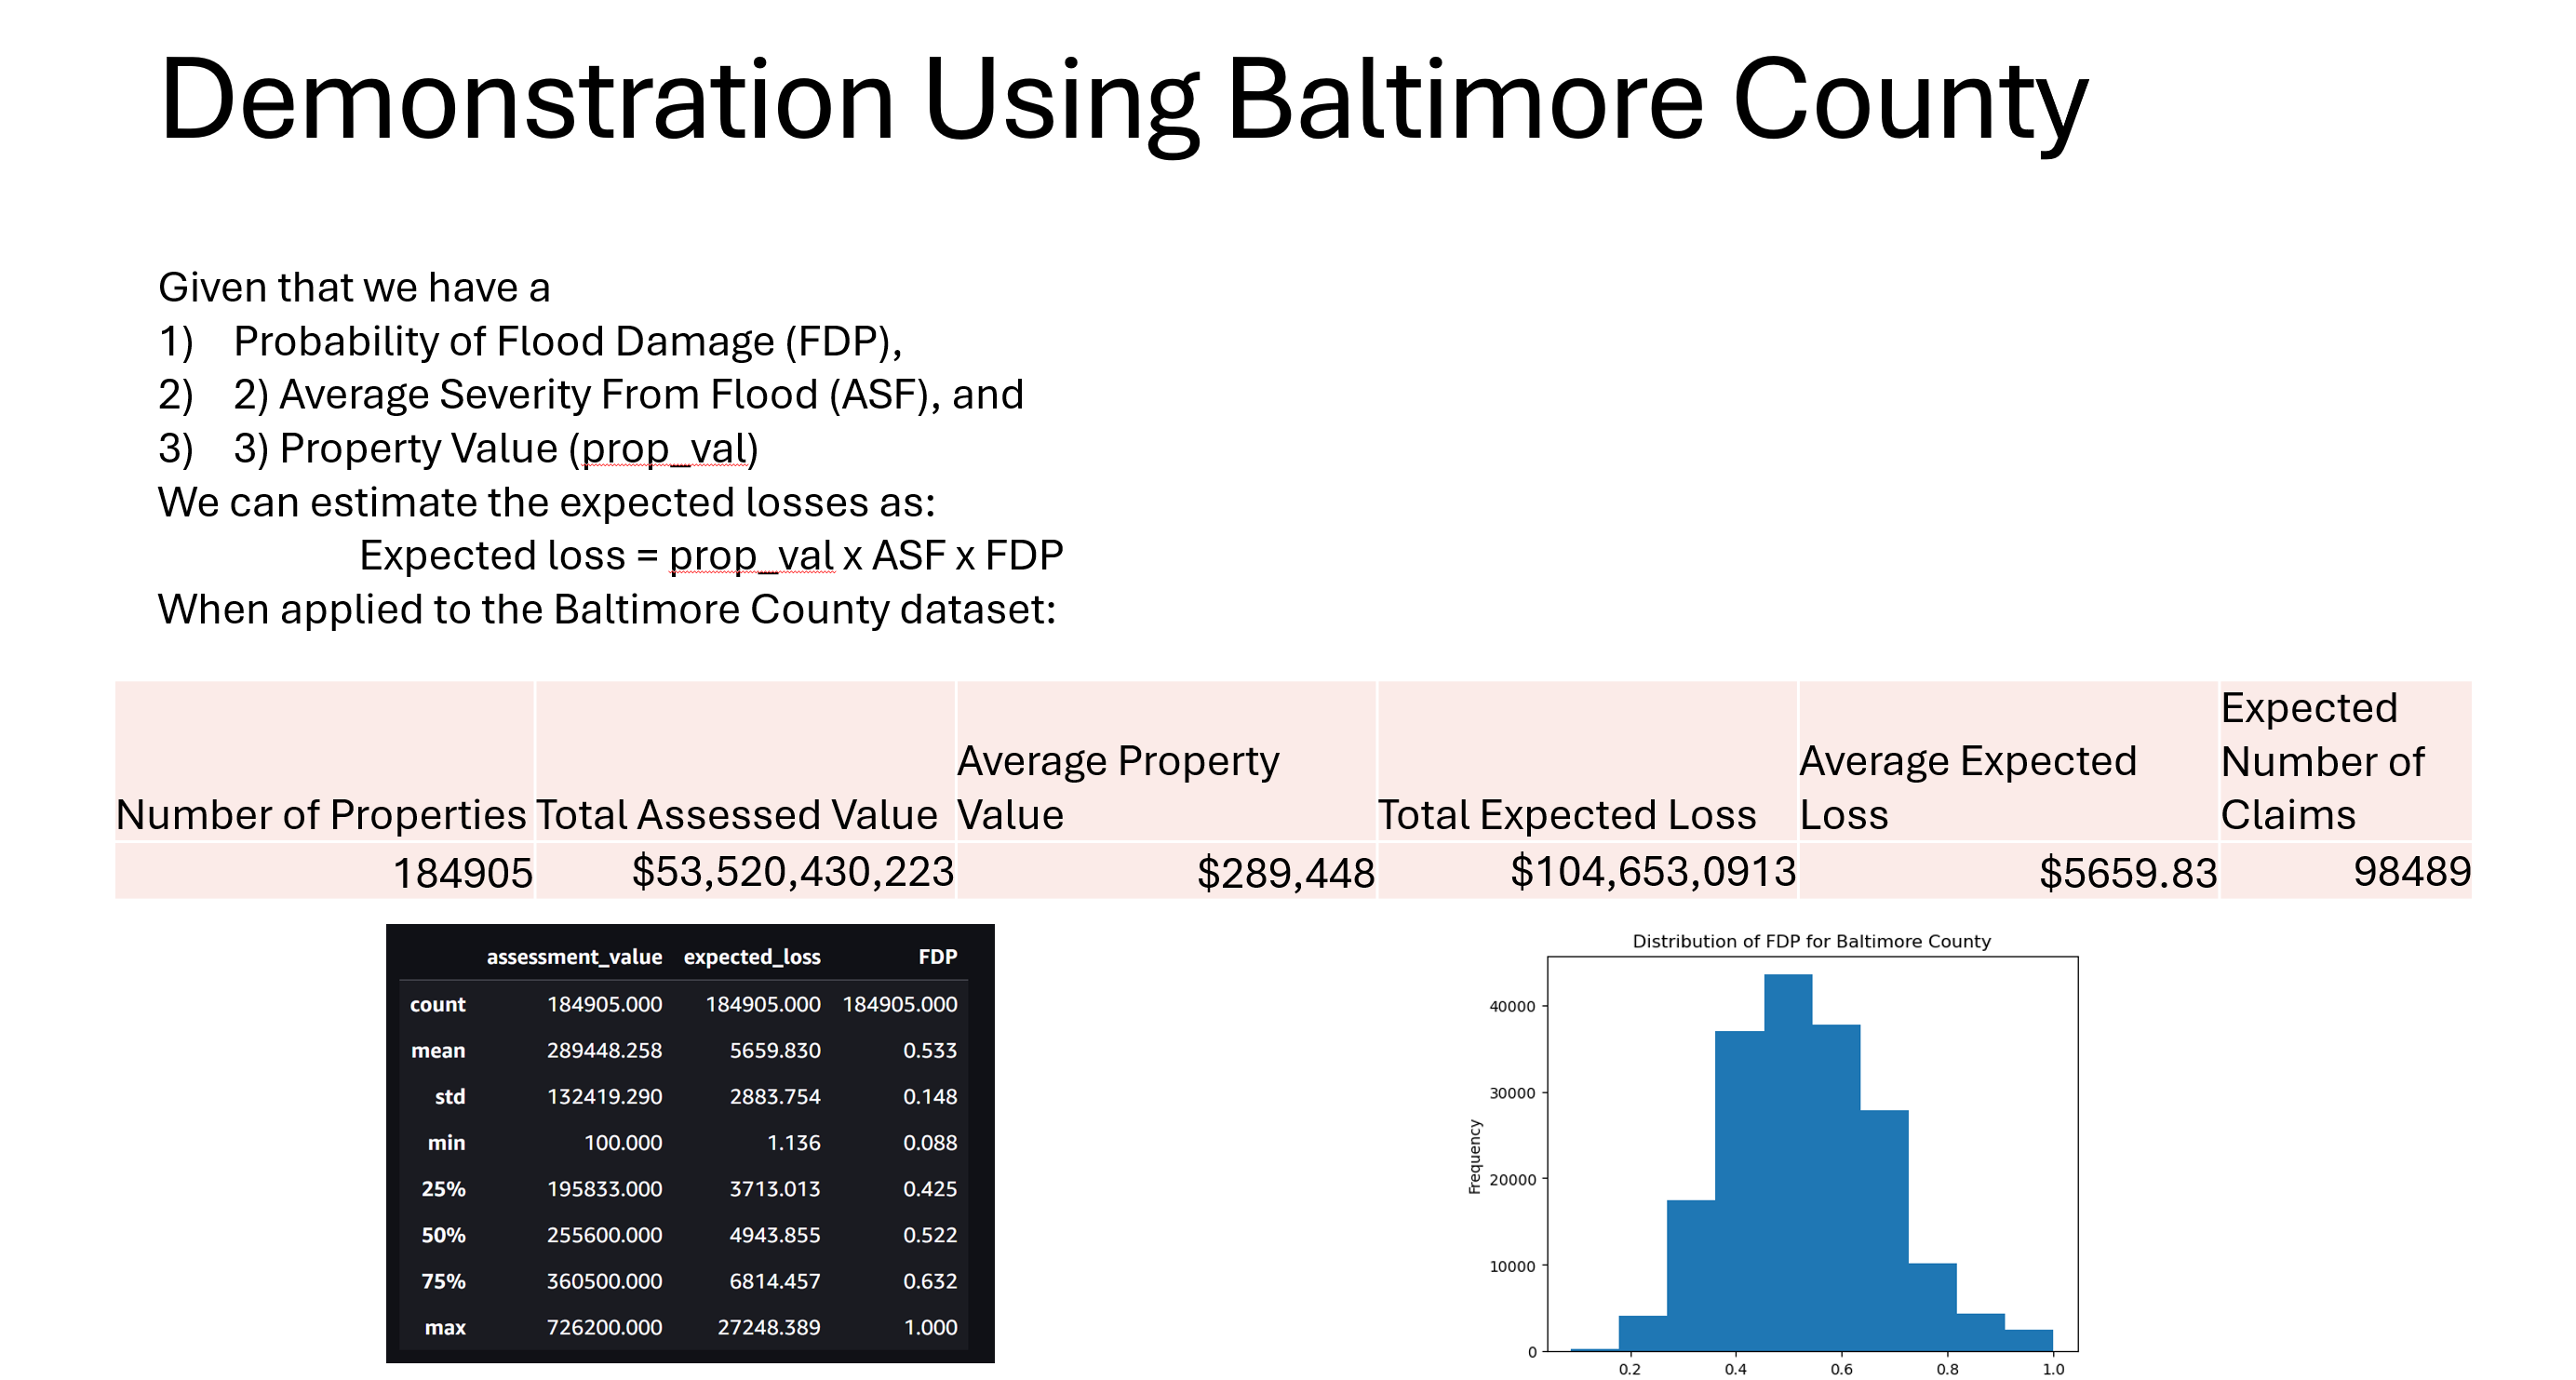 Demonstration Using Baltimore County
Given that we have a
1) Probability of Flood Damage (FDP),
2) 2) Average Severity From Flood (ASF), and
3) 3) Property Value (prop_val)
We can estimate the expected losses as:
Expected loss = prop_val x ASF x FDP
When applied to the Baltimore County dataset:
Number of Properties Total Assessed Value Average Property Value Total Expected Loss Average Expected Loss Expected Number of Claims
184905 $53,520,430,223 $289,448 $104,653,0913 $5659.83 98489
assessment_value expected_loss FDP
count 184905.000 184905.000 184905.000
mean 289448.258 5659.830 0.533
std 132419.290 2883.754 0.148
min 100.000 1.136 0.088
25% 195833.000 3713.013 0.425
50% 255600.000 4943.855 0.522
75% 360500.000 6814.457 0.632
max 726200.000 27248.389 1.000
Distribution of FDP for Baltimore County
Frequency
40000
30000
20000
10000
0
0.2 0.4 0.6 0.8 1.0